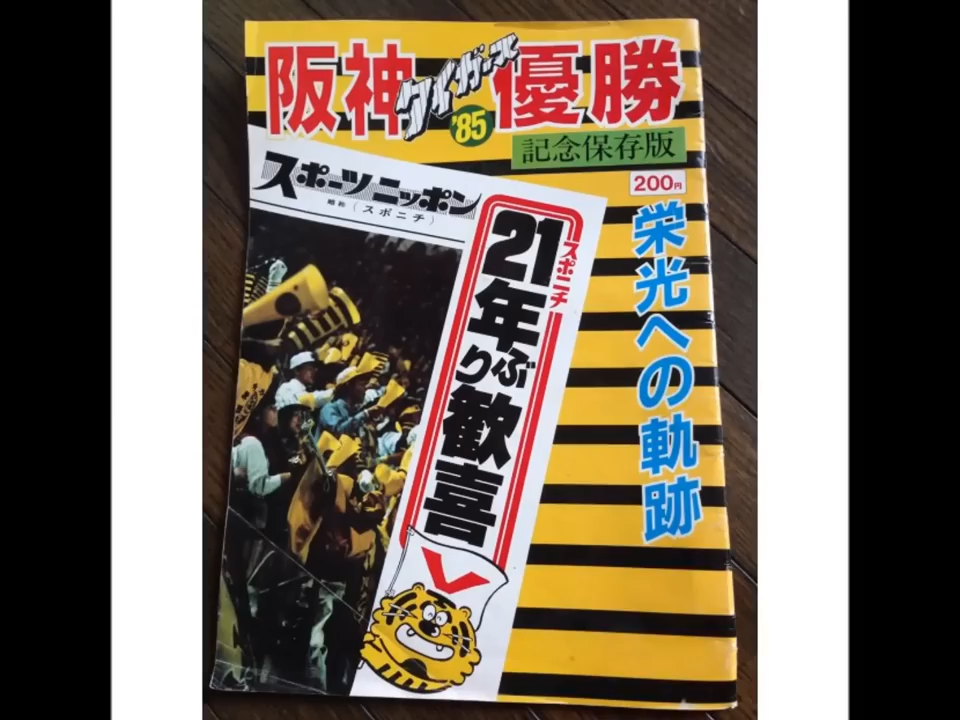 阪神タイガース優勝
'85
記念保存版
200円
栄光への軌跡
スポーツニッポン
略称（スポニチ）
スポニチ
21年ぶり歓喜
V